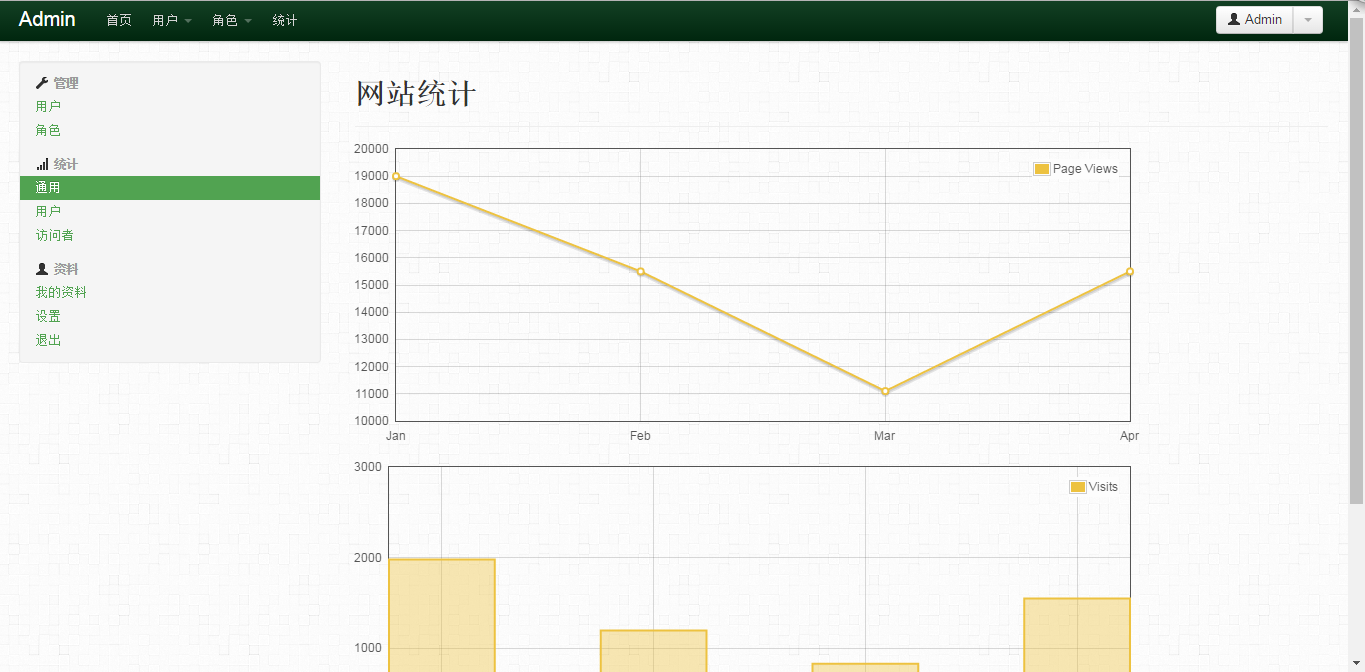 Admin 首页 用户 角色 统计 Admin
管理
用户
角色
统计
通用
用户
访问者
资料
我的资料
设置
退出
网站统计
20000
19000
18000
17000
16000
15000
14000
13000
12000
11000
10000
Page Views
Jan Feb Mar Apr
3000
2000
1000
Visits